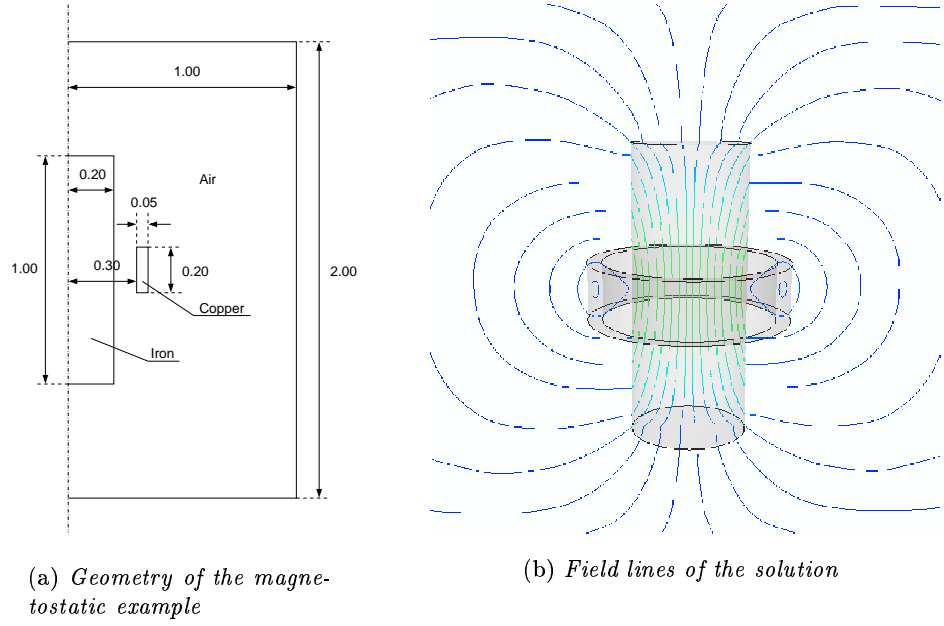 1.00
0.20
Air
0.05
1.00
0.30
0.20
2.00
Copper
Iron
(a) Geometry of the magne-
tostatic example
(b) Field lines of the solution